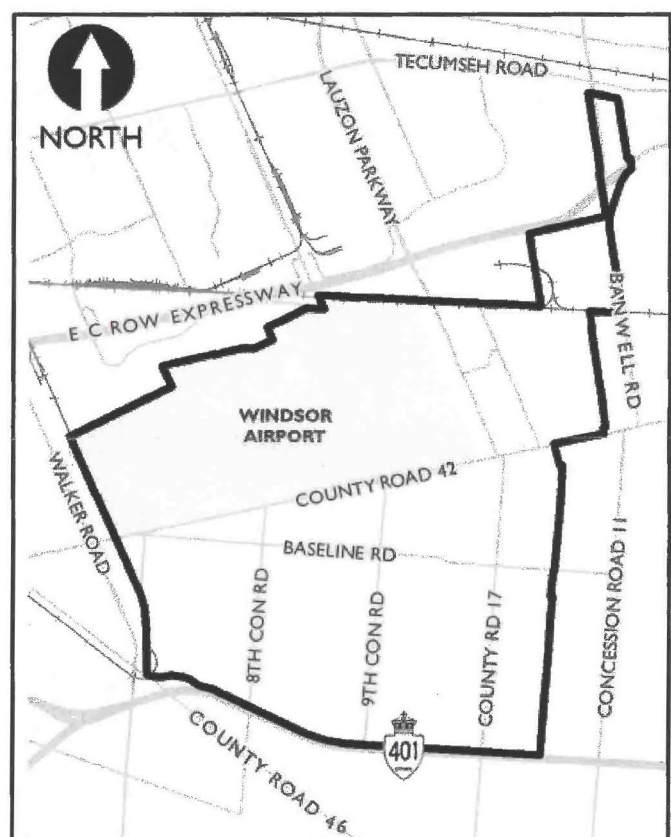 NORTH
TECUMSEH ROAD
LAUZON PARKWAY
E C ROW EXPRESSWAY
BANWELL RD
WINDSOR
AIRPORT
WALKER ROAD
COUNTY ROAD 42
BASELINE RD
8TH CON RD
9TH CON RD
COUNTY RD 17
CONCESSION ROAD 11
401
COUNTY ROAD 46